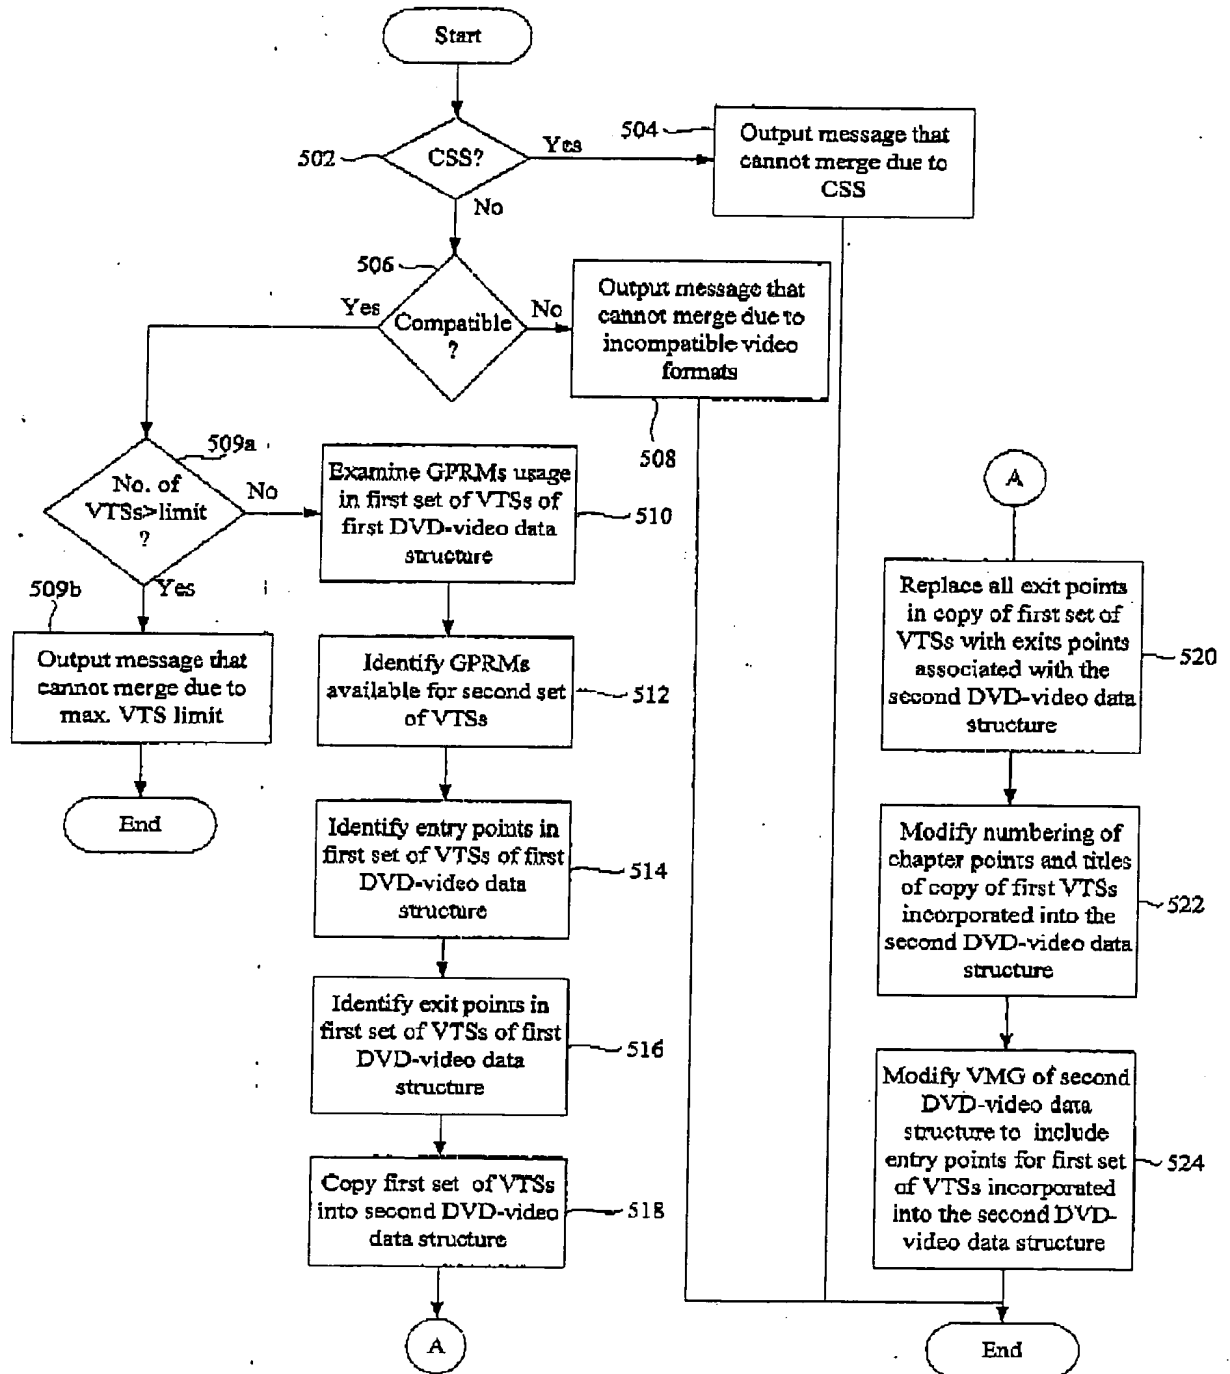 Start
502
CSS?
Yes
No
504
Output message that
cannot merge due to
CSS
506
Yes
Compatible
?
No
Output message that
cannot merge due to
incompatible video
formats
508
509a
No. of
VTSs>limit
?
No
Yes
509b
Output message that
cannot merge due to
max. VTS limit
End
Examine GPRMs usage
in first set of VTSs of
first DVD-video data
structure
510
Identify GPRMs
available for second set
of VTSs
512
Identify entry points in
first set of VTSs of first
DVD-video data
structure
514
Identify exit points in
first set of VTSs of first
DVD-video data
structure
516
Copy first set of VTSs
into second DVD-video
data structure
518
A
A
Replace all exit points
in copy of first set of
VTSs with exits points
associated with the
second DVD-video data
structure
520
Modify numbering of
chapter points and titles
of copy of first VTSs
incorporated into the
second DVD-video data
structure
522
Modify VMG of second
DVD-video data
structure to include
entry points for first set
of VTSs incorporated
into the second DVD-
video data structure
524
End